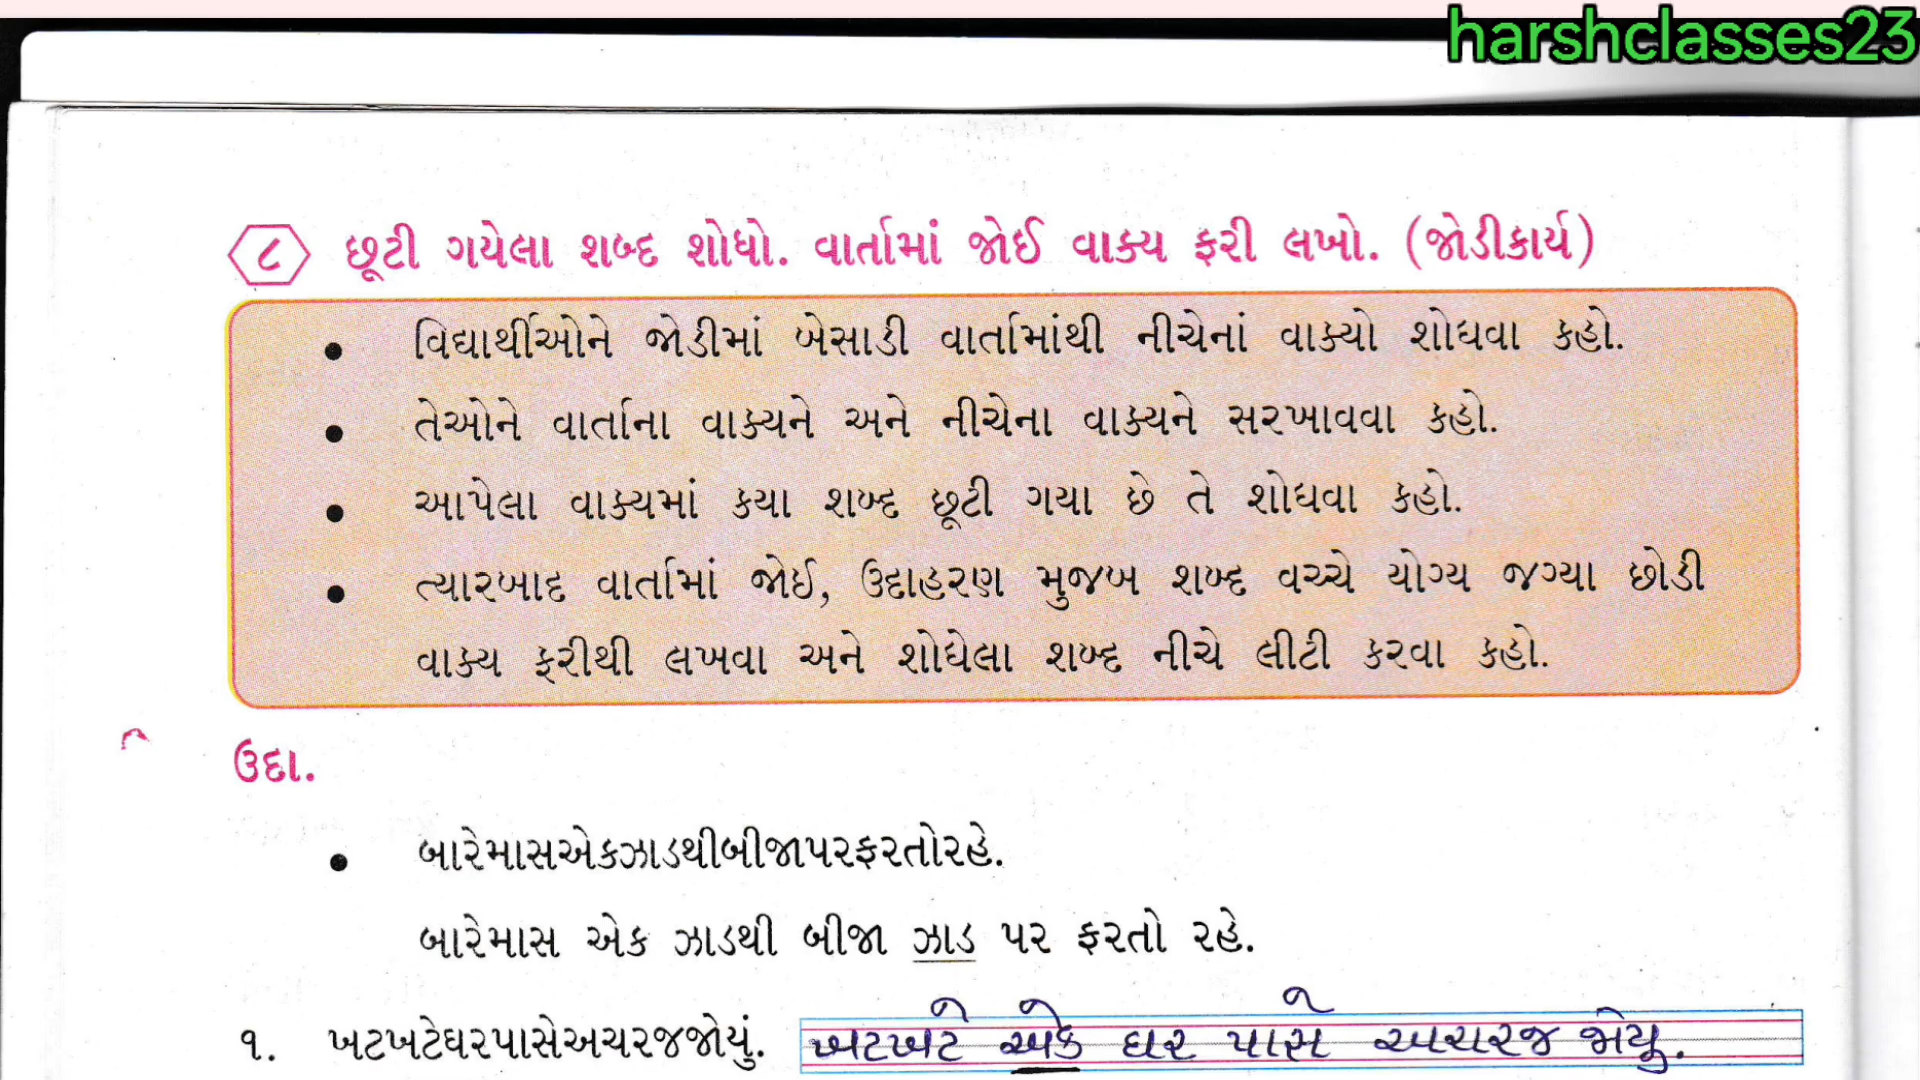 harshclasses23
૮ છૂટી ગયેલા શબ્દ શોધો. વાર્તામાં જોઈ વાક્ય ફરી લખો. (જોડીકાર્ય)
• વિદ્યાર્થીઓને જોડીમાં બેસાડી વાર્તામાંથી નીચેનાં વાક્યો શોધવા કહો.
• તેઓને વાર્તાના વાક્યને અને નીચેના વાક્યને સરખાવવા કહો.
• આપેલા વાક્યમાં કયા શબ્દ છૂટી ગયા છે તે શોધવા કહો.
• ત્યારબાદ વાર્તામાં જોઈ, ઉદાહરણ મુજબ શબ્દ વચ્ચે યોગ્ય જગ્યા છોડી
વાક્ય ફરીથી લખવા અને શોધેલા શબ્દ નીચે લીટી કરવા કહો.
ઉદા.
• બારેમાસએકઝાડથીબીજાપરફરતોરહે.
બારેમાસ એક ઝાડથી બીજા ઝાડ પર ફરતો રહે.
૧. ખટખટેઘરપાસેઅચરજજોયું. ખટખટે એક ઘર પાસે અચરજ જોયુ.